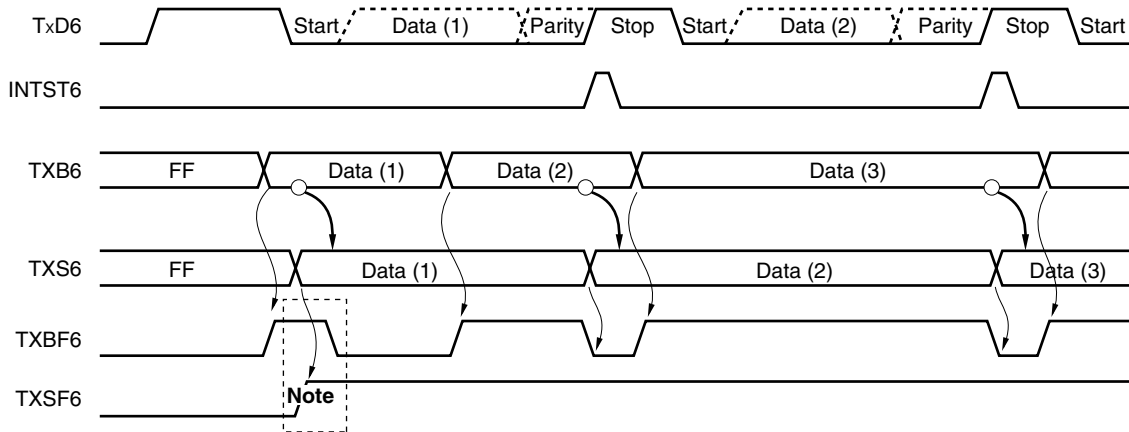 TxD6 Start Data (1) Parity Stop Start Data (2) Parity Stop Start
INTST6
TXB6 FF Data (1) Data (2) Data (3)
TXS6 FF Data (1) Data (2) Data (3)
TXBF6
TXSF6 Note